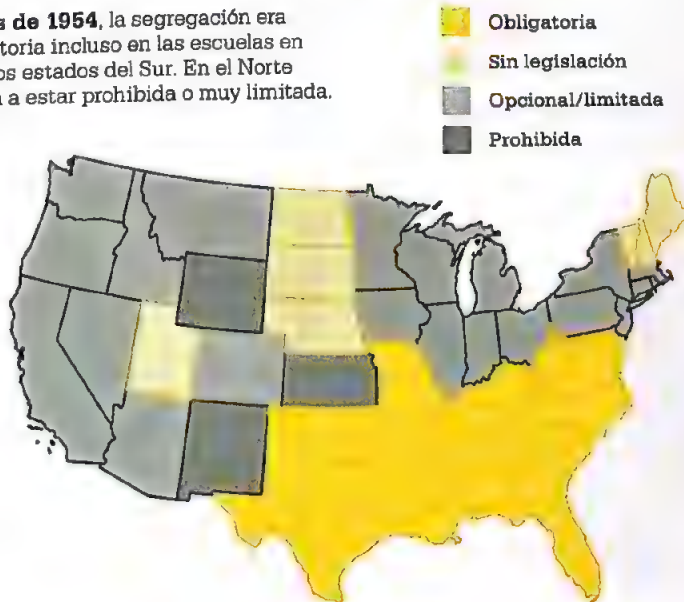 s de 1954, la segregación era
toria incluso en las escuelas en
os estados del Sur. En el Norte
a estar prohibida o muy limitada.
Obligatoria
Sin legislación
Opcional/limitada
Prohibida